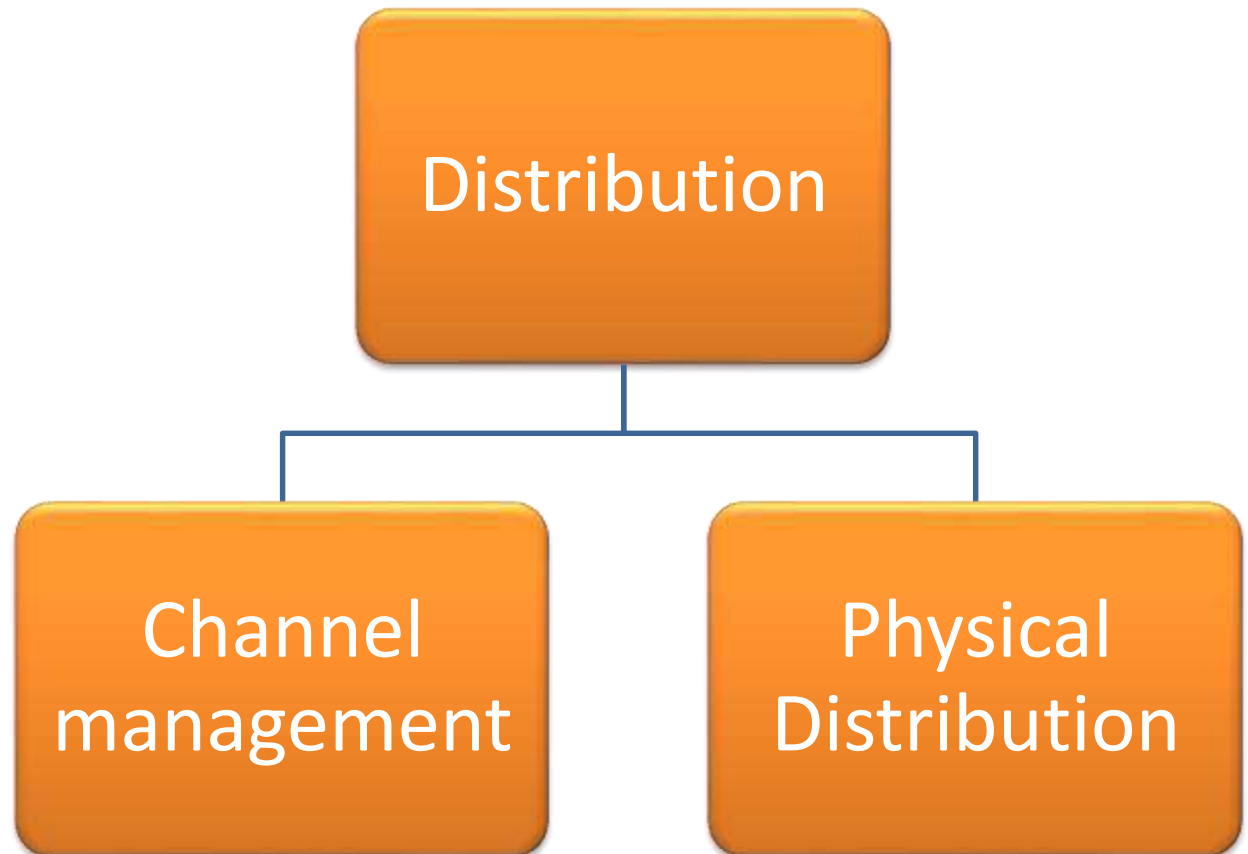 Distribution
Channel
management
Physical
Distribution